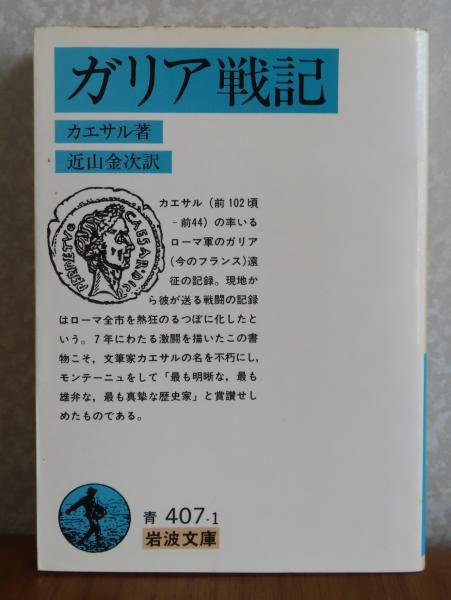 ガリア戦記
カエサル著
近山金次訳
カエサル(前102頃
-前44)の率いる
ローマ軍のガリア
(今のフランス)遠
征の記録。現地か
ら彼が送る戦闘の記録
はローマ全市を熱狂のるつぼに化したと
いう。7年にわたる激闘を描いたこの書
物こそ,文筆家カエサルの名を不朽にし,
モンテーニュをして「最も明晰な,最も
雄弁な,最も真摯な歴史家」と賞讃せし
めたものである。
CAESAR·DIC
PERPETVO
青 407-1
岩波文庫